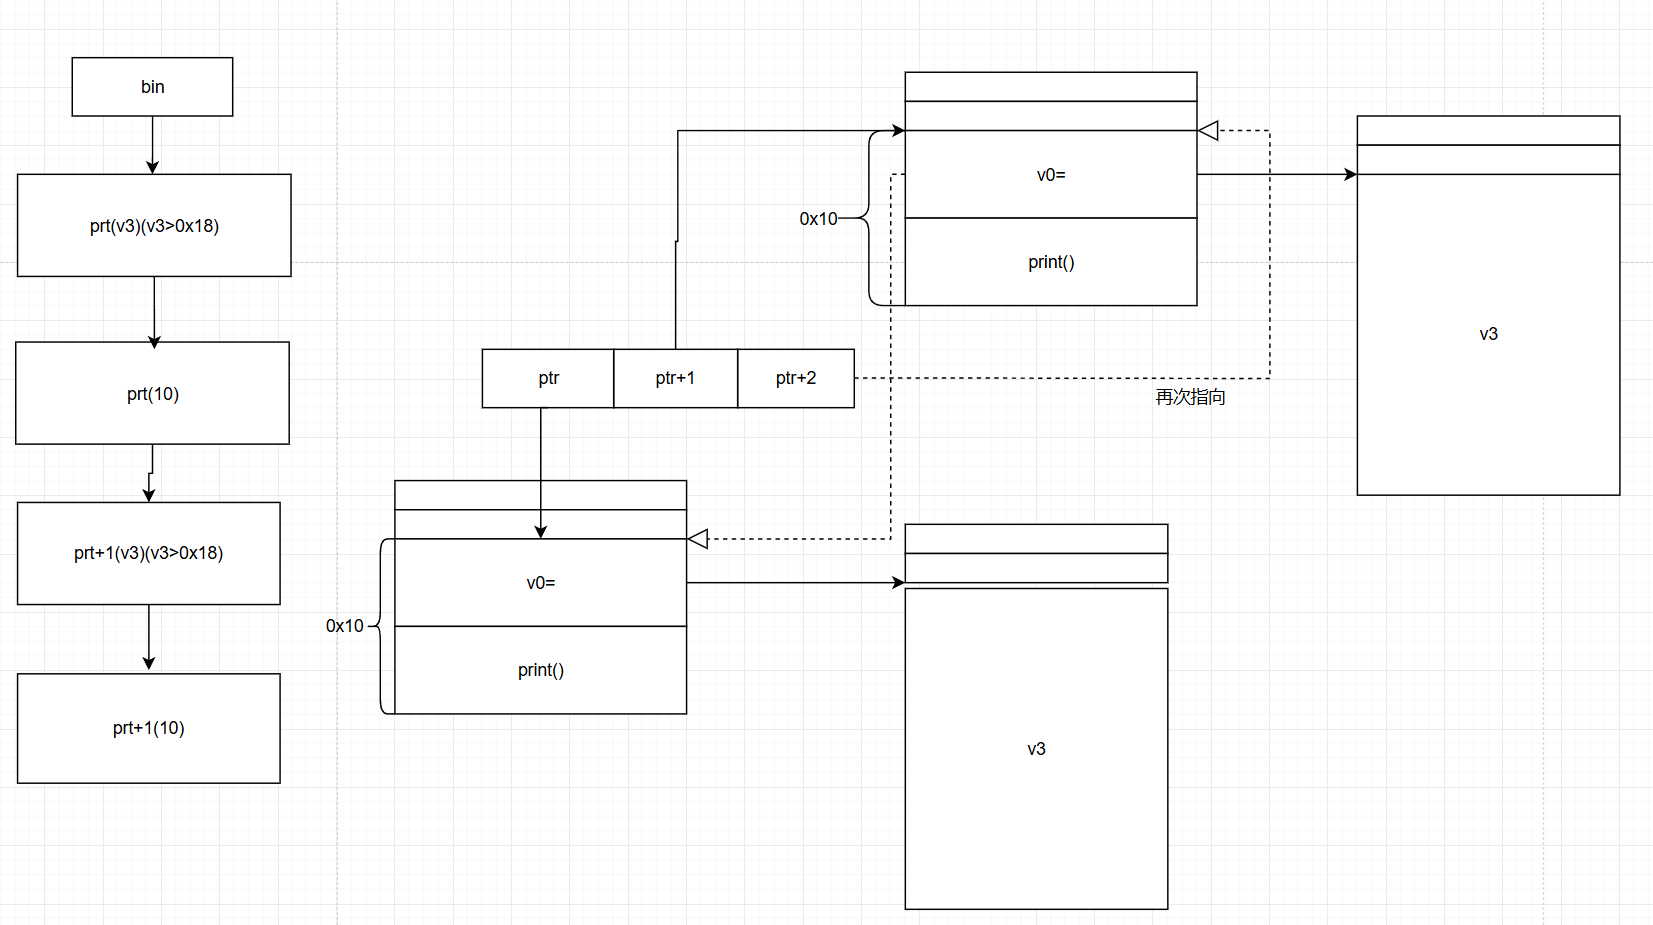 bin
prt(v3)(v3>0x18)
prt(10)
prt+1(v3)(v3>0x18)
prt+1(10)
v0=
0x10
print()
v3
ptr
ptr+1
ptr+2
再次指向
v0=
0x10
print()
v3